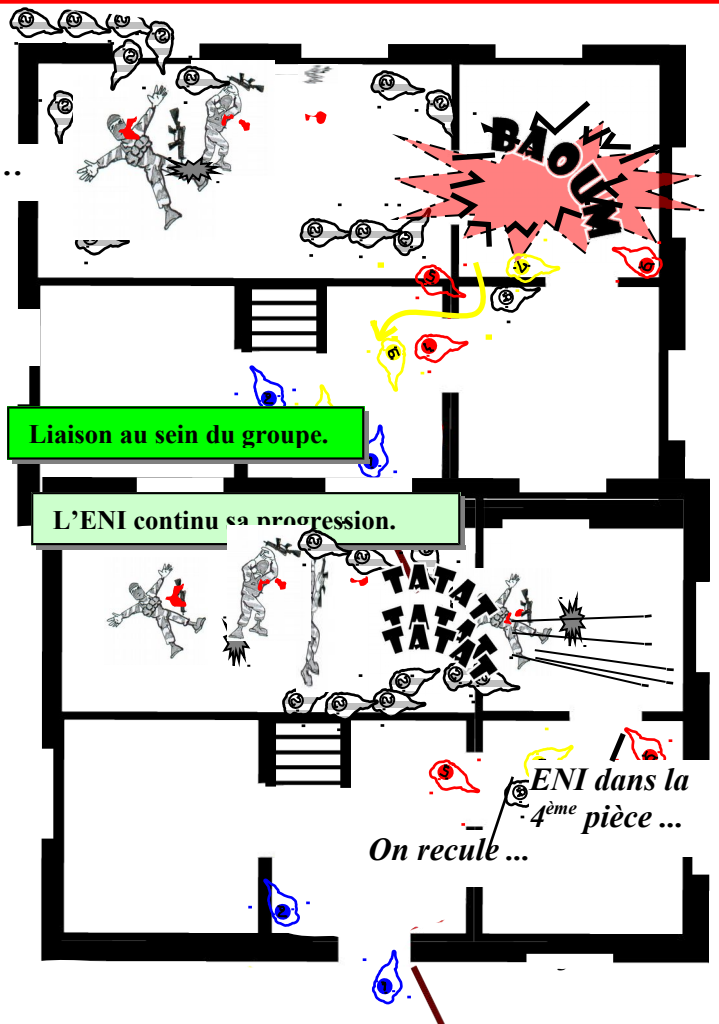 BAOUM
Liaison au sein du groupe.
L'ENI continu sa progression.
TATAT
TATAT
TATAT
ENI dans la
4ème pièce ...
On recule ...